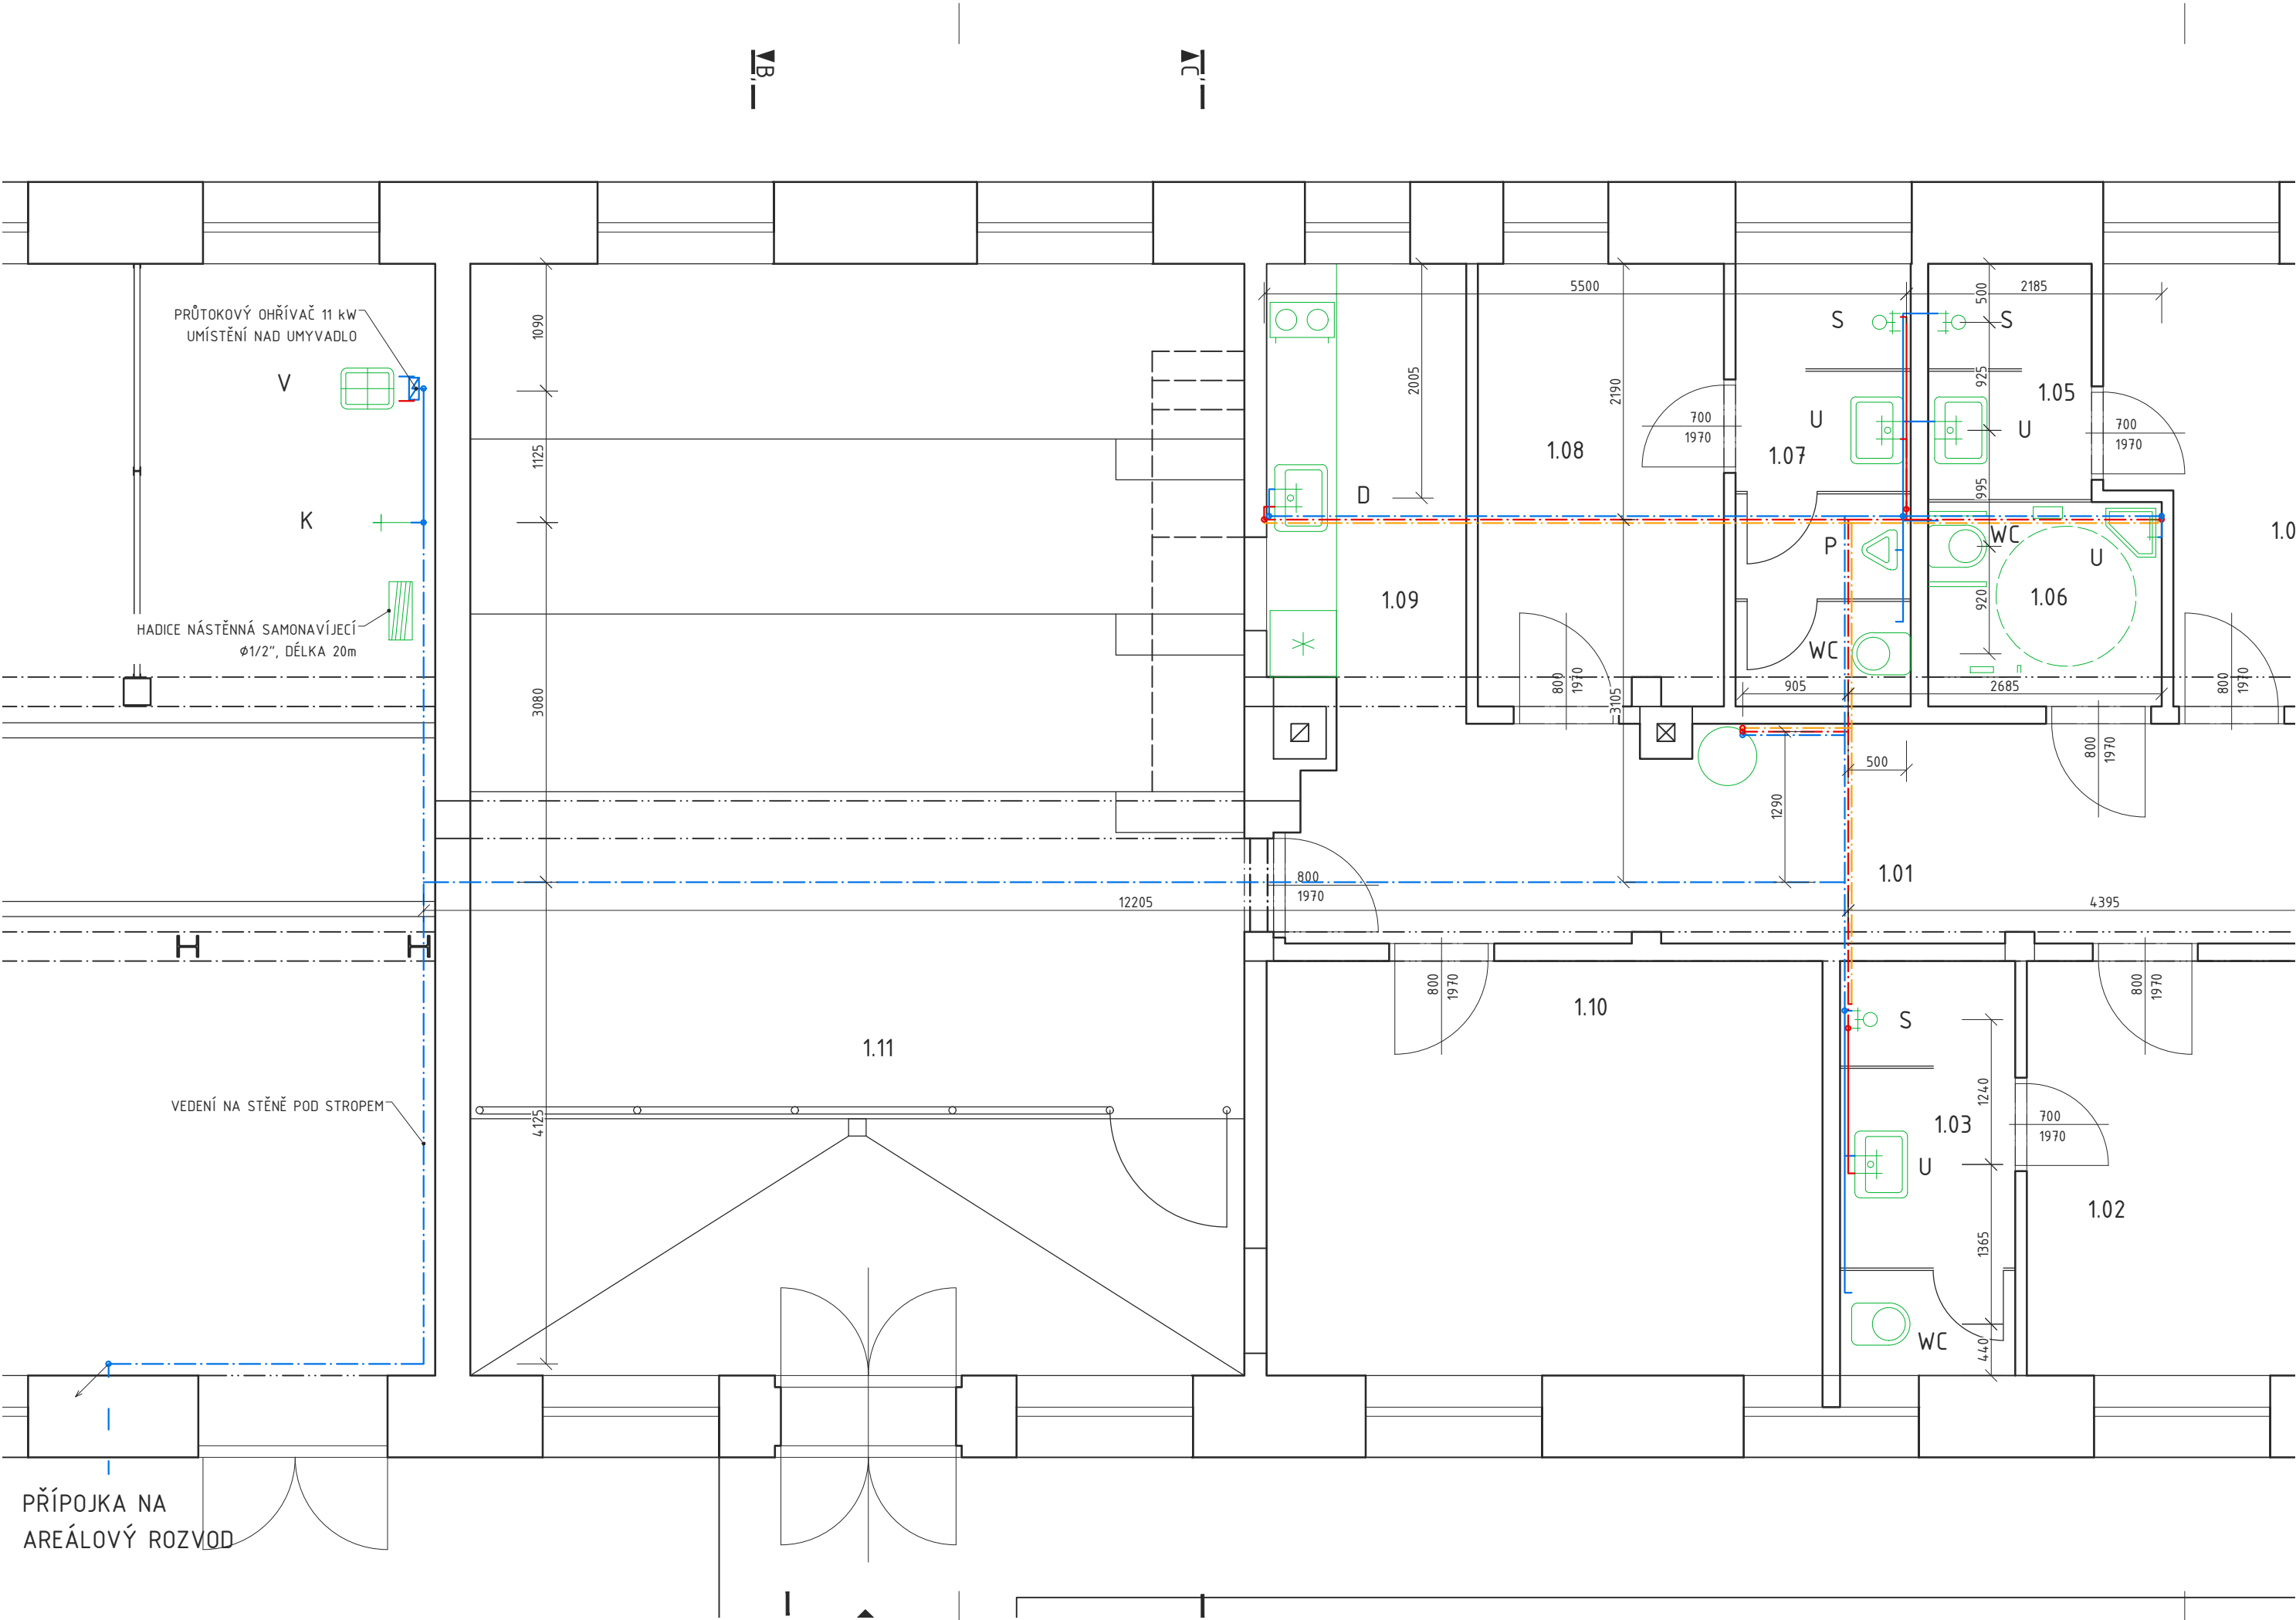 B'
C'
PRŮTOKOVÝ OHŘÍVAČ 11 kW
UMÍSTĚNÍ NAD UMYVADLO
V
K
HADICE NÁSTĚNNÁ SAMONAVÍJECÍ
Ø1/2", DÉLKA 20m
VEDENÍ NA STĚNĚ POD STROPEM
PŘÍPOJKA NA
AREÁLOVÝ ROZVOD
1090
1125
3080
4125
1.11
12205
5500
2185
2005
2190
3105
D
1.09
1.08
700
1970
800
1970
S
U
1.07
P
WC
905
500
1290
S
U
1.05
500
925
995
920
700
1970
WC
U
1.06
2685
800
1970
800
1970
1.0
1.01
4395
800
1970
800
1970
1.10
800
1970
S
1240
1.03
U
1365
WC
440
700
1970
1.02